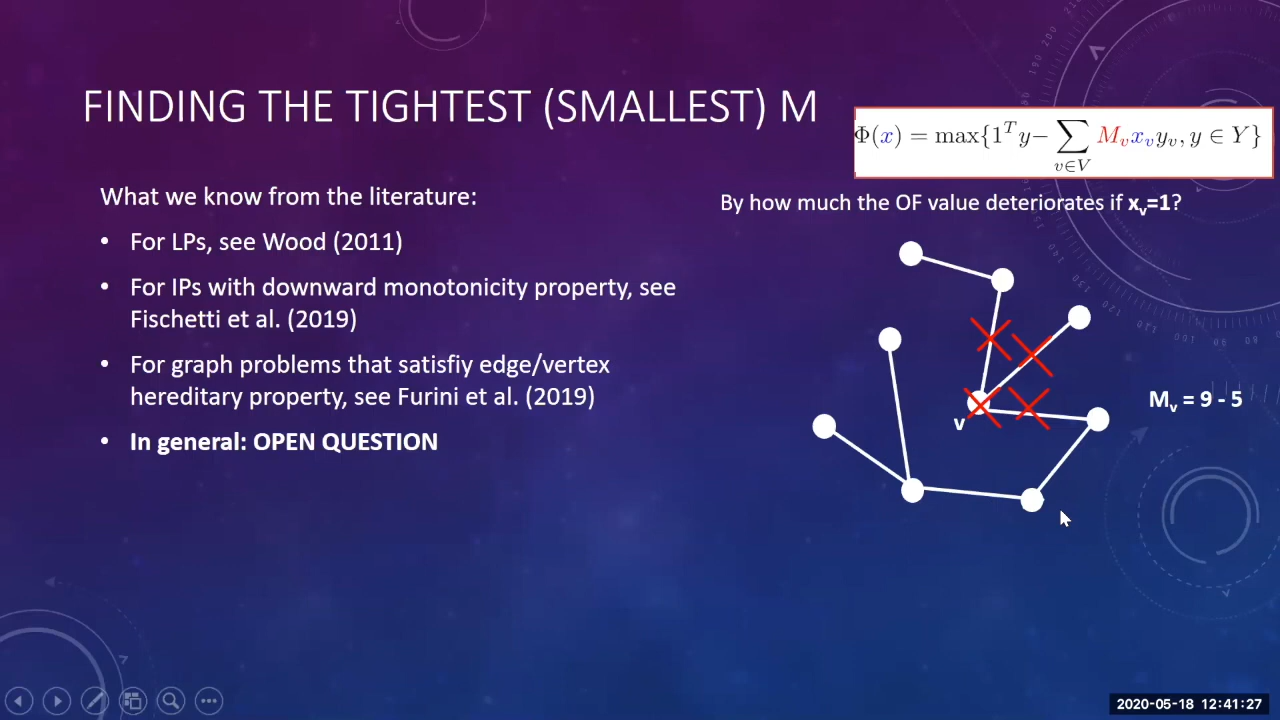 FINDING THE TIGHTEST (SMALLEST) M
Φ(x) = max{1^T y − ∑_{v∈V} M_v x_v y_v, y ∈ Y}
What we know from the literature:
• For LPs, see Wood (2011)
• For IPs with downward monotonicity property, see
Fischetti et al. (2019)
• For graph problems that satisfiy edge/vertex
hereditary property, see Furini et al. (2019)
• In general: OPEN QUESTION
By how much the OF value deteriorates if x_v=1?
v
M_v = 9 - 5
2020-05-18 12:41:27